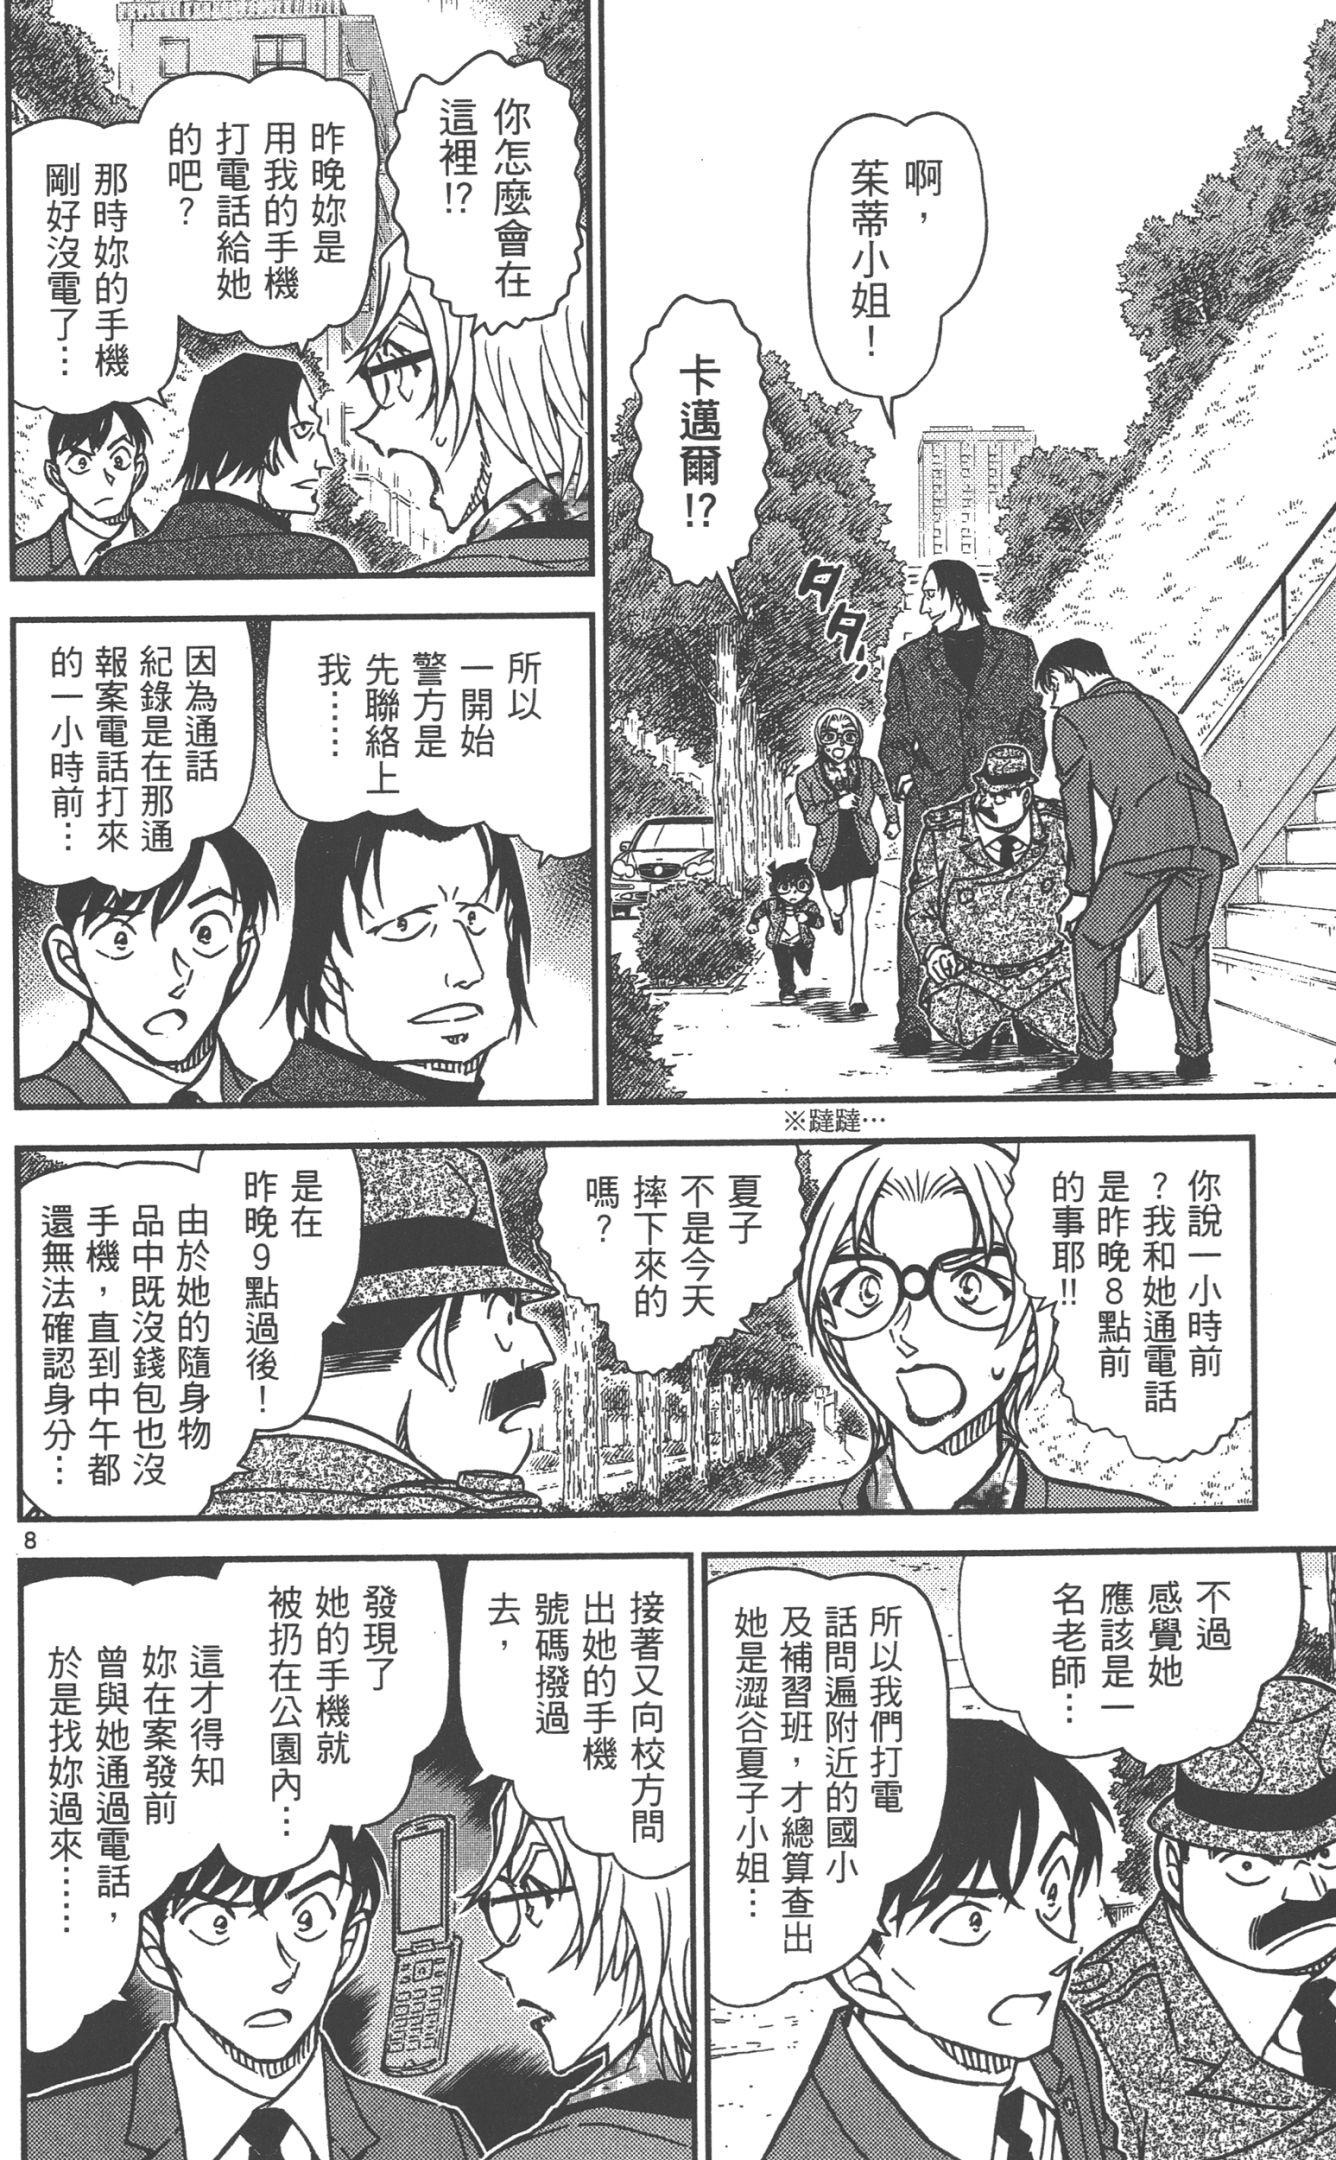 啊，
茱蒂小姐！
卡邁爾!?
タタ…
※躂躂…
你怎麼會在
這裡!?
昨晚妳是
用我的手機
打電話給她
的吧？
那時妳的手機
剛好沒電了…
所以
一開始
警方是
先聯絡上
我……
因為通話
紀錄是在那通
報案電話打來
的一小時前…
你說一小時前
？我和她通電話
是昨晚8點前
的事耶!!
夏子
不是今天
摔下來的
嗎？
是在
昨晚9點過後！
由於她的隨身物
品中既沒錢包也沒
手機，直到中午都
還無法確認身分…
不過
感覺她
應該是一
名老師…
所以我們打電
話問遍附近的國小
及補習班，才總算查出
她是澀谷夏子小姐…
接著又向校方問
出她的手機
號碼撥過
去，
發現了
她的手機就
被扔在公園內…
這才得知
妳在案發前
曾與她通過電話，
於是找妳過來……
8